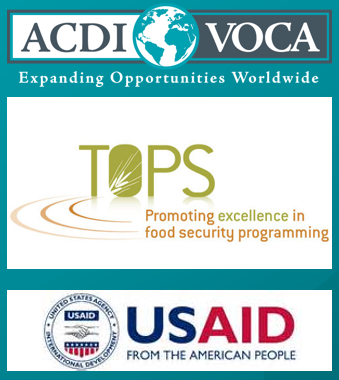 ACDI VOCA
Expanding Opportunities Worldwide
TOPS
Promoting excellence in
food security programming
UNITED STATES AGENCY
USAID
INTERNATIONAL DEVELOPMENT
USAID
FROM THE AMERICAN PEOPLE